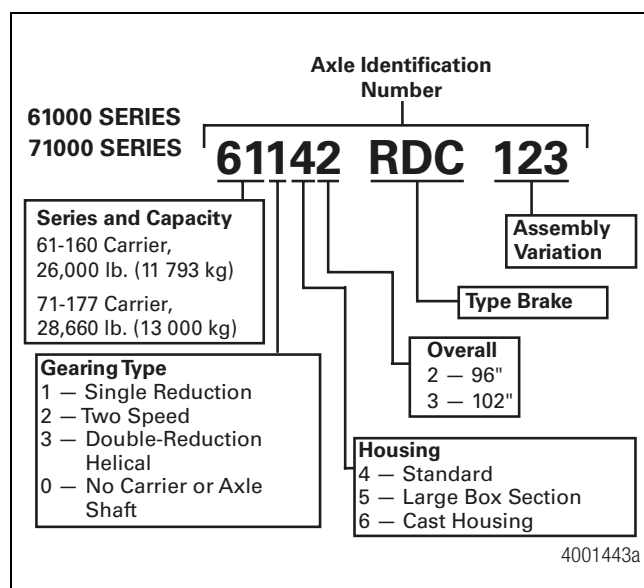 Axle Identification
Number
61000 SERIES
71000 SERIES
61142 RDC 123
Series and Capacity
61-160 Carrier,
26,000 lb. (11 793 kg)
71-177 Carrier,
28,660 lb. (13 000 kg)
Assembly
Variation
Type Brake
Overall
2 — 96"
3 — 102"
Gearing Type
1 — Single Reduction
2 — Two Speed
3 — Double-Reduction
Helical
0 — No Carrier or Axle
Shaft
Housing
4 — Standard
5 — Large Box Section
6 — Cast Housing
4001443a